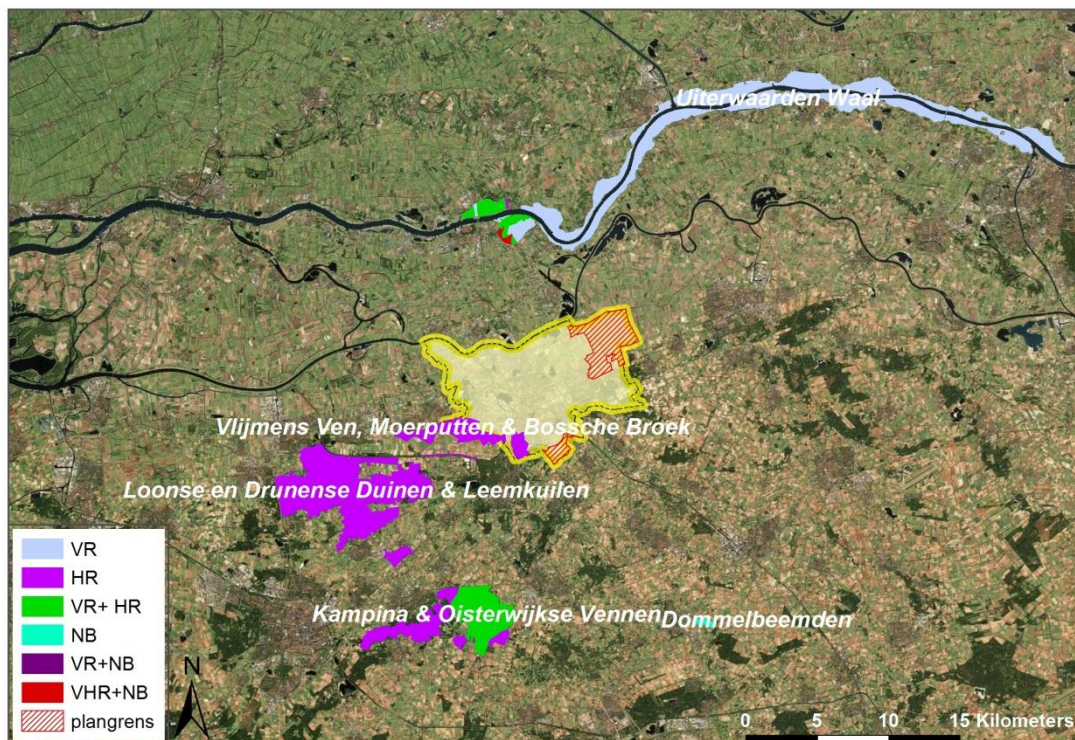 Uiterwaarden Waal
Vlijmens Ven, Moerputten & Bossche Broek
Loonse en Drunense Duinen & Leemkuilen
Kampina & Oisterwijkse Vennen
Dommelbeemden
VR
HR
VR+ HR
NB
VR+NB
VHR+NB
plangrens
N
0 5 10 15 Kilometers